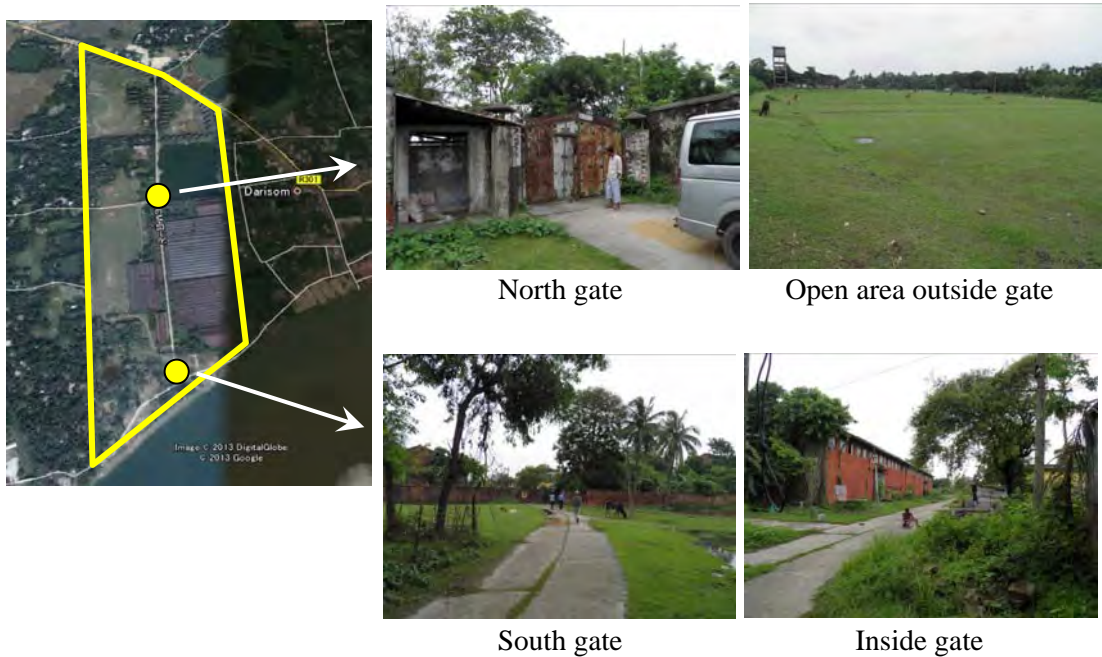 R301
Darisom
Image © 2013 DigitalGlobe
© 2013 Google
North gate
Open area outside gate
South gate
Inside gate